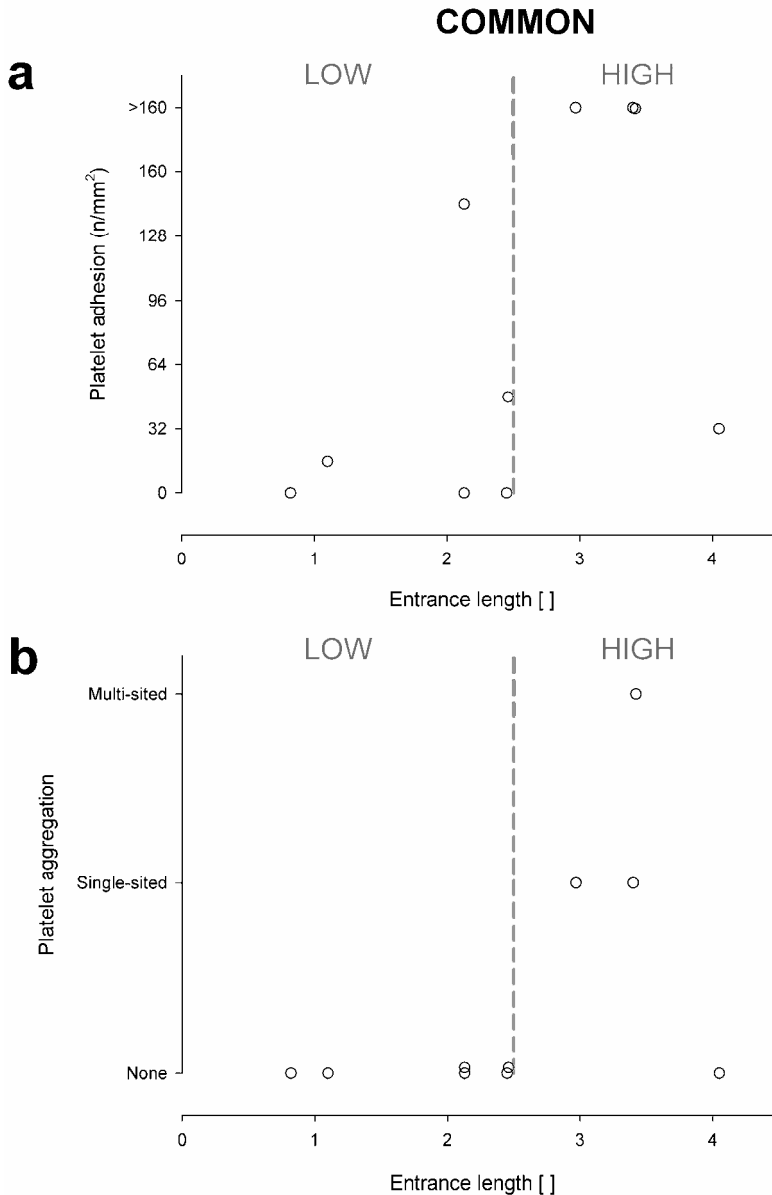 COMMON
a
LOW HIGH
>160
160
128
96
64
32
0
Platelet adhesion (n/mm²)
0 1 2 3 4
Entrance length [ ]
b
LOW HIGH
Multi-sited
Single-sited
None
Platelet aggregation
0 1 2 3 4
Entrance length [ ]